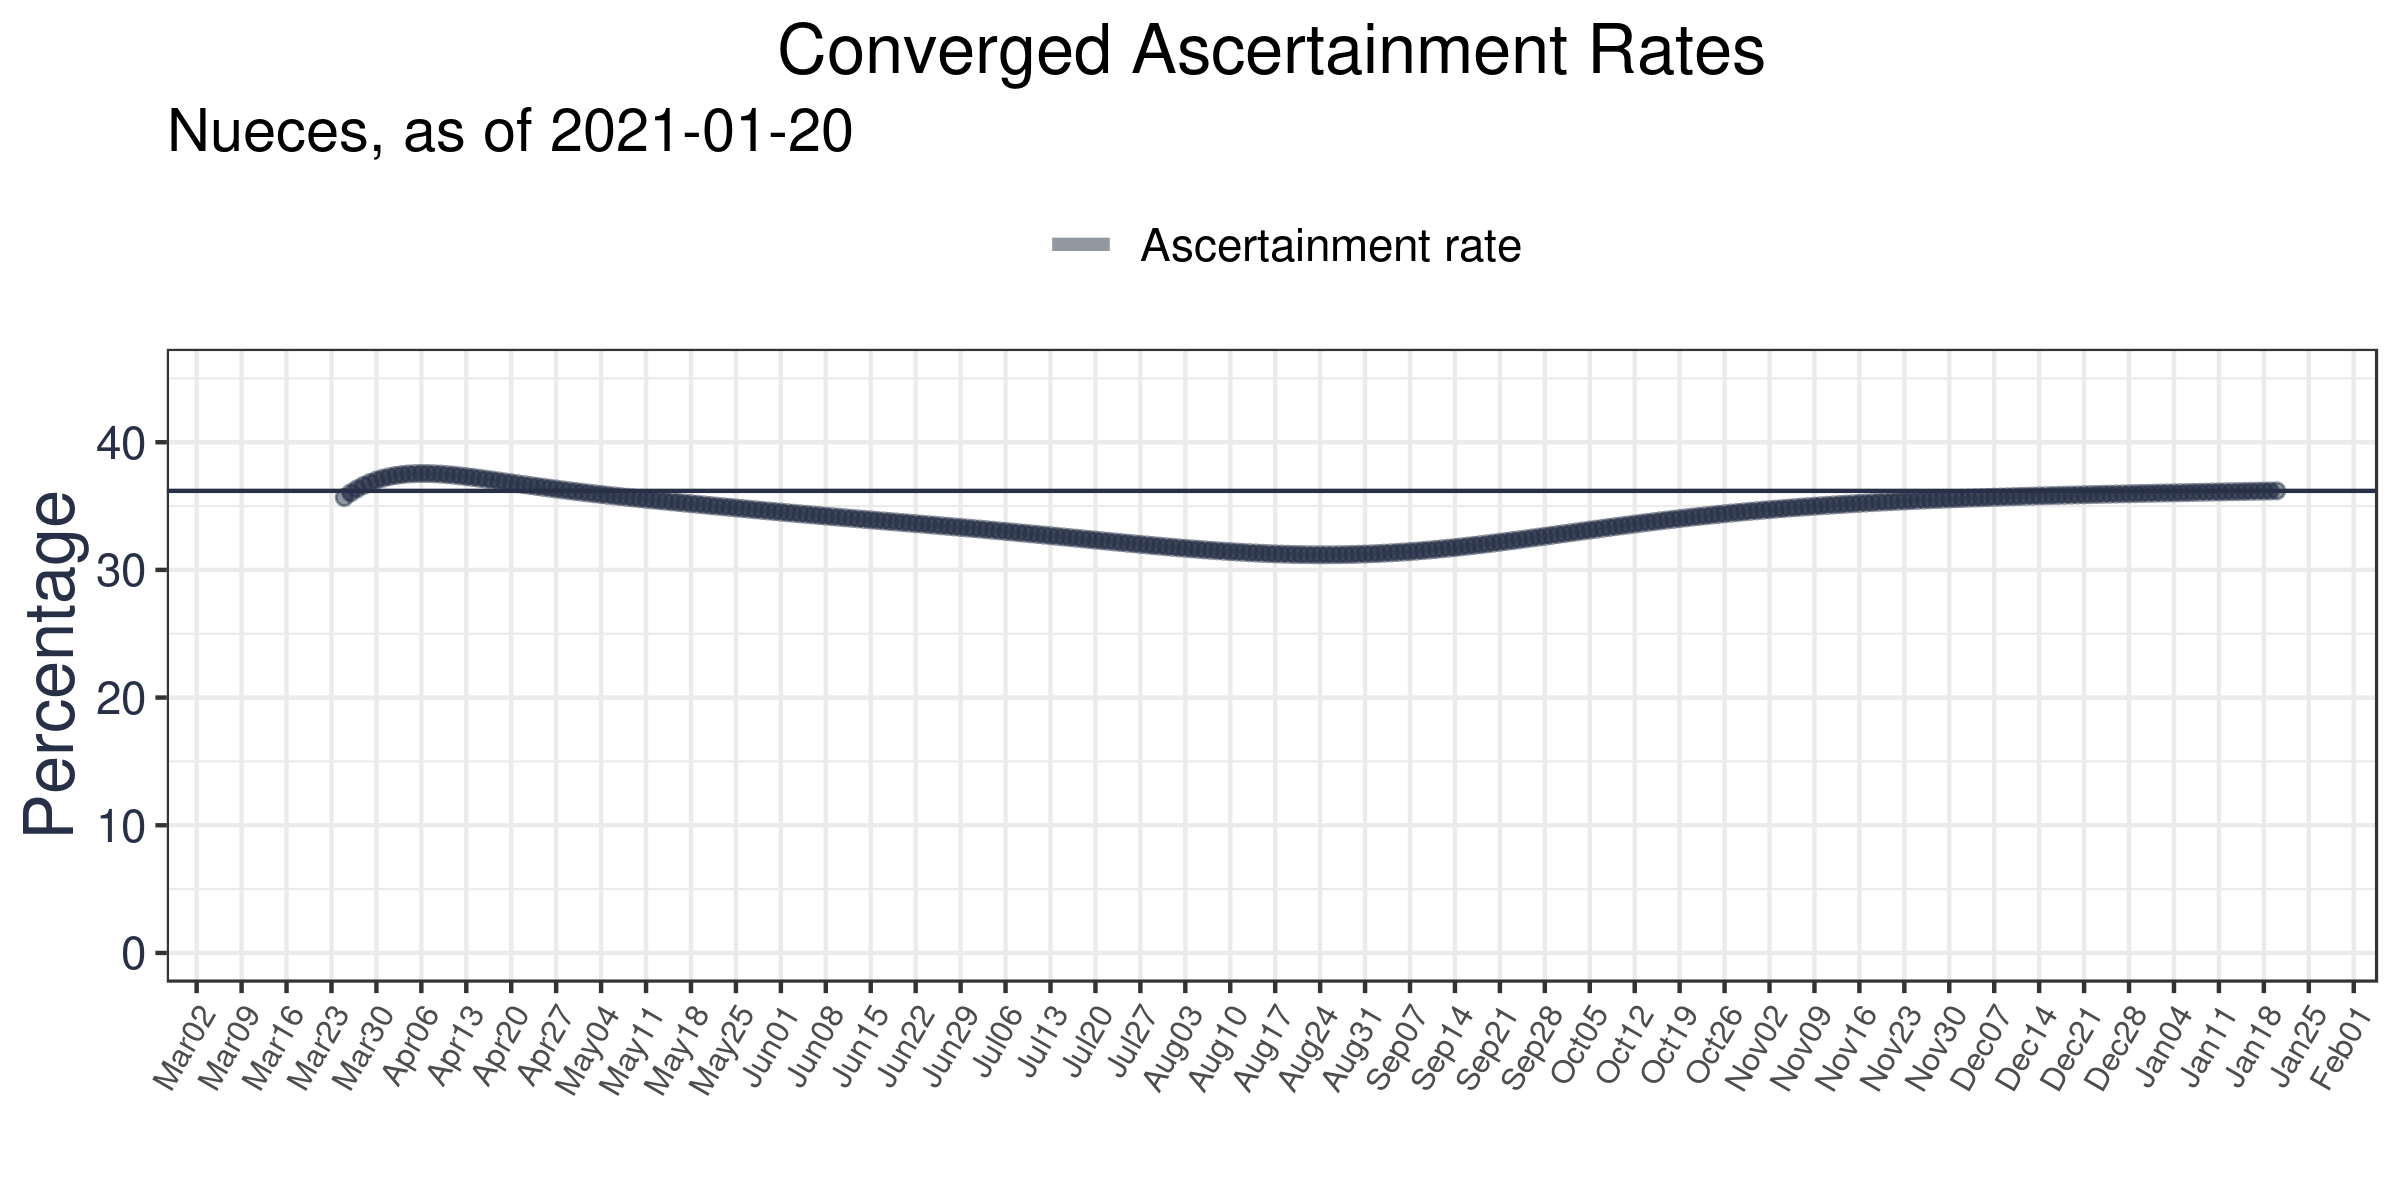 Converged Ascertainment Rates
Nueces, as of 2021-01-20
Ascertainment rate
Percentage
40
30
20
10
0
Mar02 Mar09 Mar16 Mar23 Mar30 Apr06 Apr13 Apr20 Apr27 May04 May11 May18 May25 Jun01 Jun08 Jun15 Jun22 Jun29 Jul06 Jul13 Jul20 Jul27 Aug03 Aug10 Aug17 Aug24 Aug31 Sep07 Sep14 Sep21 Sep28 Oct05 Oct12 Oct19 Oct26 Nov02 Nov09 Nov16 Nov23 Nov30 Dec07 Dec14 Dec21 Dec28 Jan04 Jan11 Jan18 Jan25 Feb01